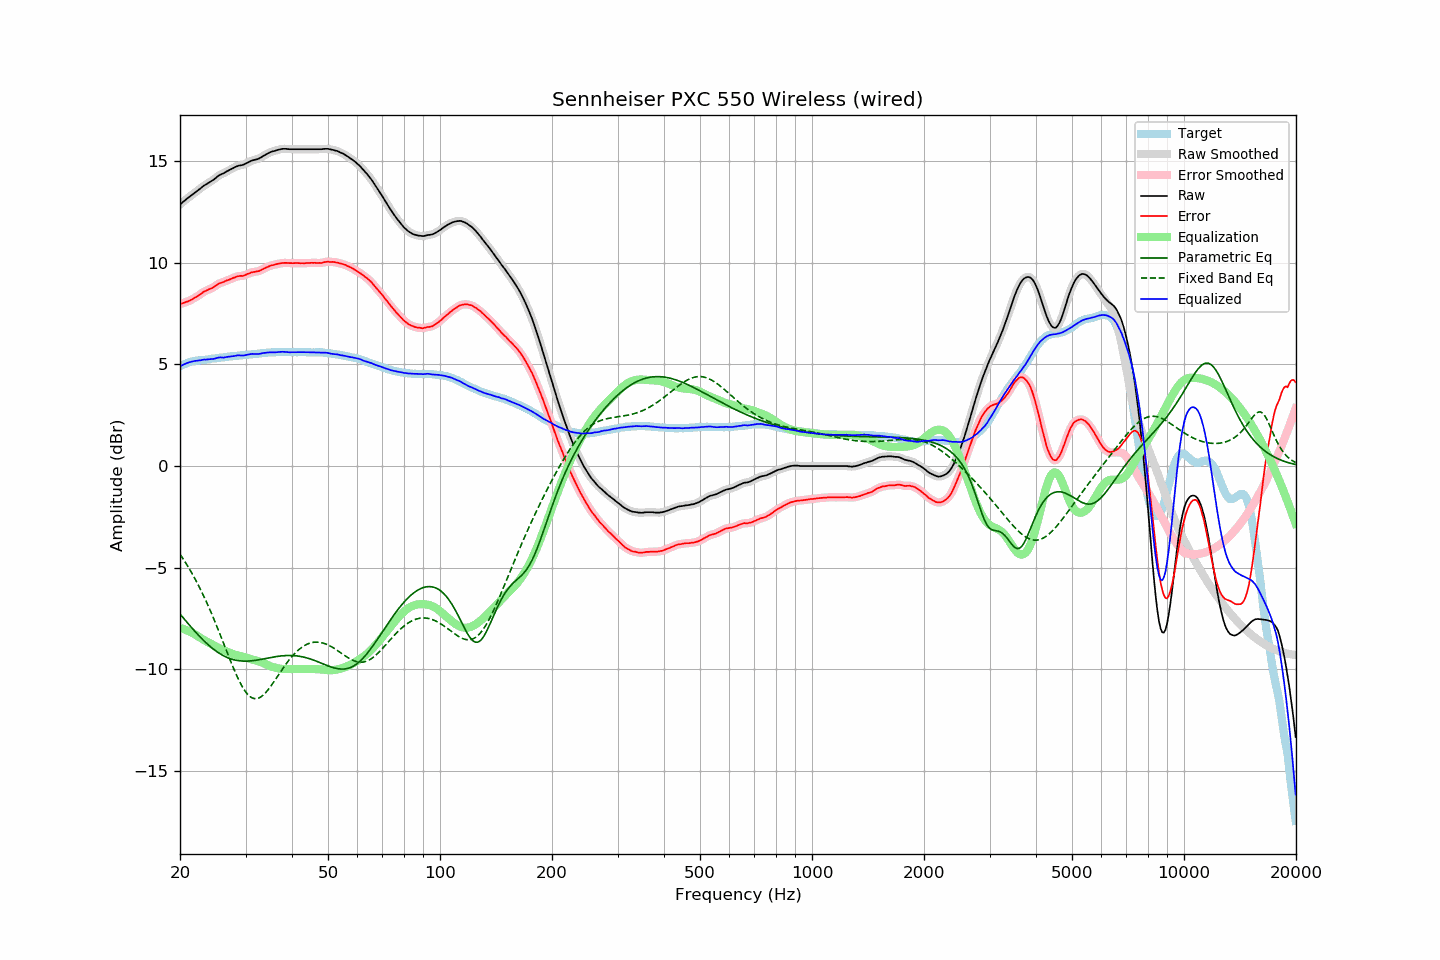 Sennheiser PXC 550 Wireless (wired)
Target
Raw Smoothed
Error Smoothed
Raw
Error
Equalization
Parametric Eq
Fixed Band Eq
Equalized
Amplitude (dBr)
15
10
5
0
−5
−10
−15
20 50 100 200 500 1000 2000 5000 10000 20000
Frequency (Hz)